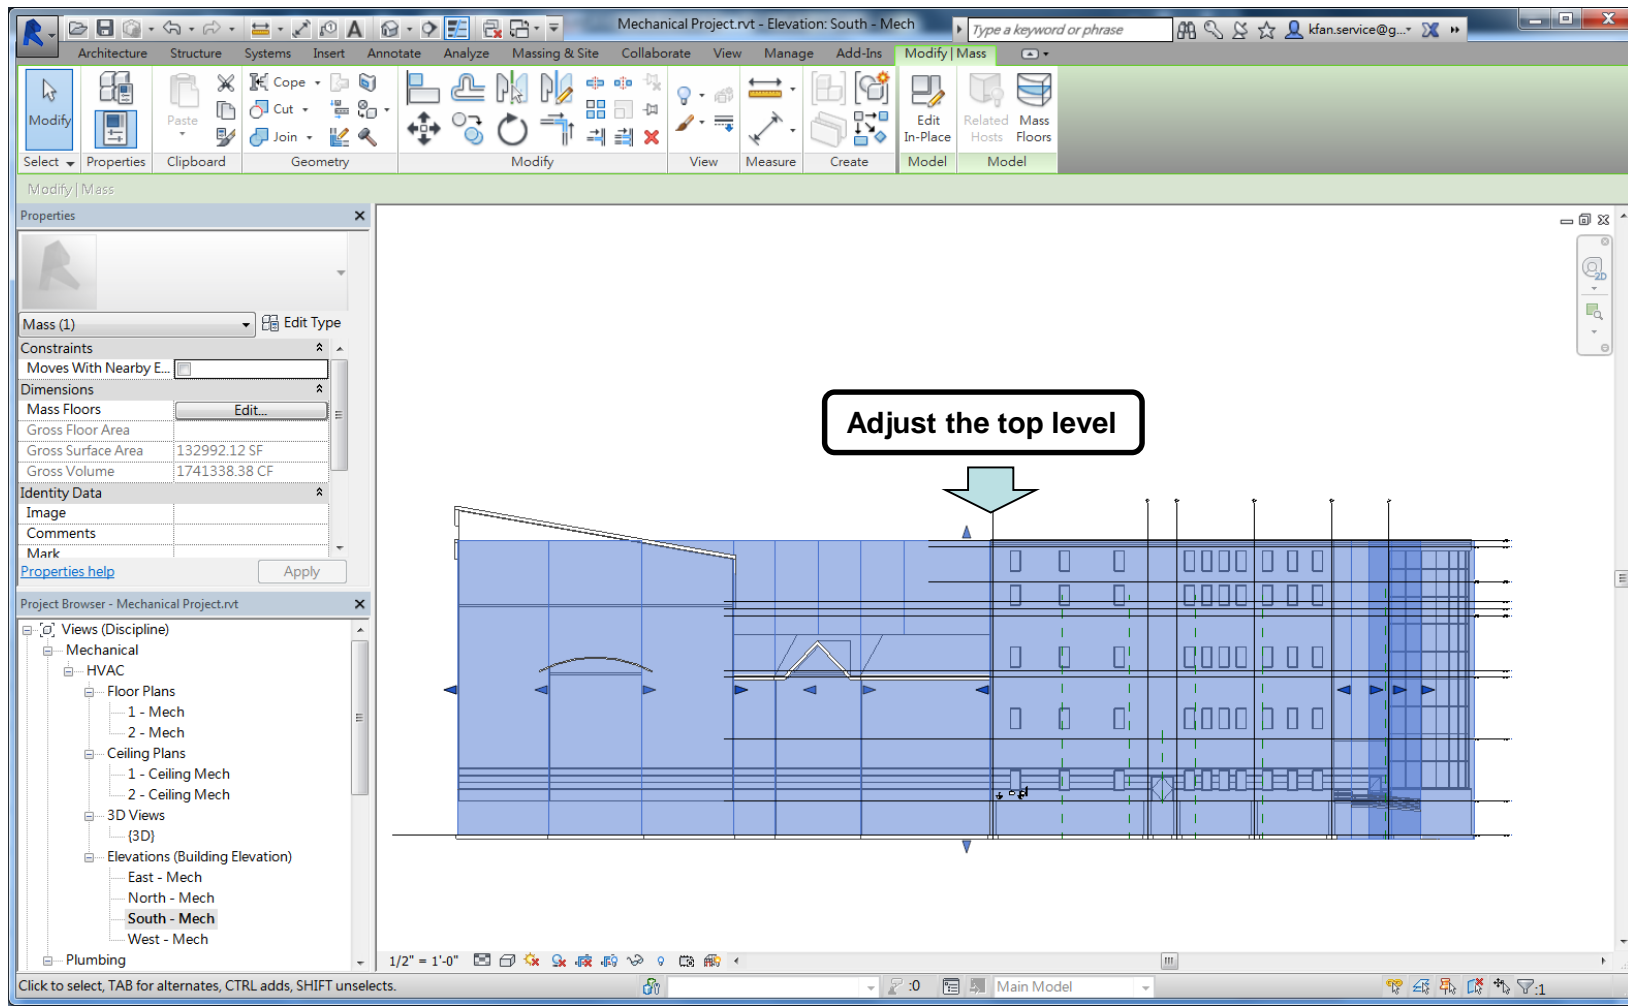 Mechanical Project.rvt - Elevation: South - Mech
Type a keyword or phrase
kfan.service@g...
Architecture Structure Systems Insert Annotate Analyze Massing & Site Collaborate View Manage Add-Ins Modify | Mass
Modify
Paste
Cope
Cut
Join
Edit In-Place
Related Hosts
Mass Floors
Select Properties Clipboard Geometry Modify View Measure Create Model Model
Modify | Mass
Properties
Mass (1)
Edit Type
Constraints
Moves With Nearby E...
Dimensions
Mass Floors Edit...
Gross Floor Area
Gross Surface Area 132992.12 SF
Gross Volume 1741338.38 CF
Identity Data
Image
Comments
Mark
Properties help Apply
Project Browser - Mechanical Project.rvt
Views (Discipline)
Mechanical
HVAC
Floor Plans
1 - Mech
2 - Mech
Ceiling Plans
1 - Ceiling Mech
2 - Ceiling Mech
3D Views
{3D}
Elevations (Building Elevation)
East - Mech
North - Mech
South - Mech
West - Mech
Plumbing
Adjust the top level
2D
1/2" = 1'-0"
Click to select, TAB for alternates, CTRL adds, SHIFT unselects.
:0
Main Model
:1